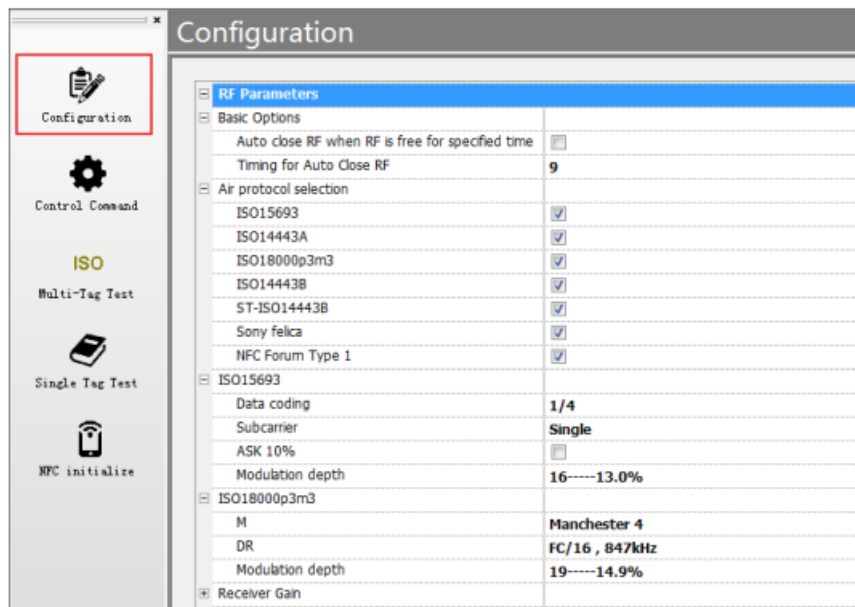 Configuration
Configuration
Control Command
ISO
Multi-Tag Test
Single Tag Test
NFC initialize
RF Parameters
Basic Options
Auto close RF when RF is free for specified time
Timing for Auto Close RF 9
Air protocol selection
ISO15693
ISO14443A
ISO18000p3m3
ISO14443B
ST-ISO14443B
Sony felica
NFC Forum Type 1
ISO15693
Data coding 1/4
Subcarrier Single
ASK 10%
Modulation depth 16-----13.0%
ISO18000p3m3
M Manchester 4
DR FC/16 , 847kHz
Modulation depth 19-----14.9%
Receiver Gain